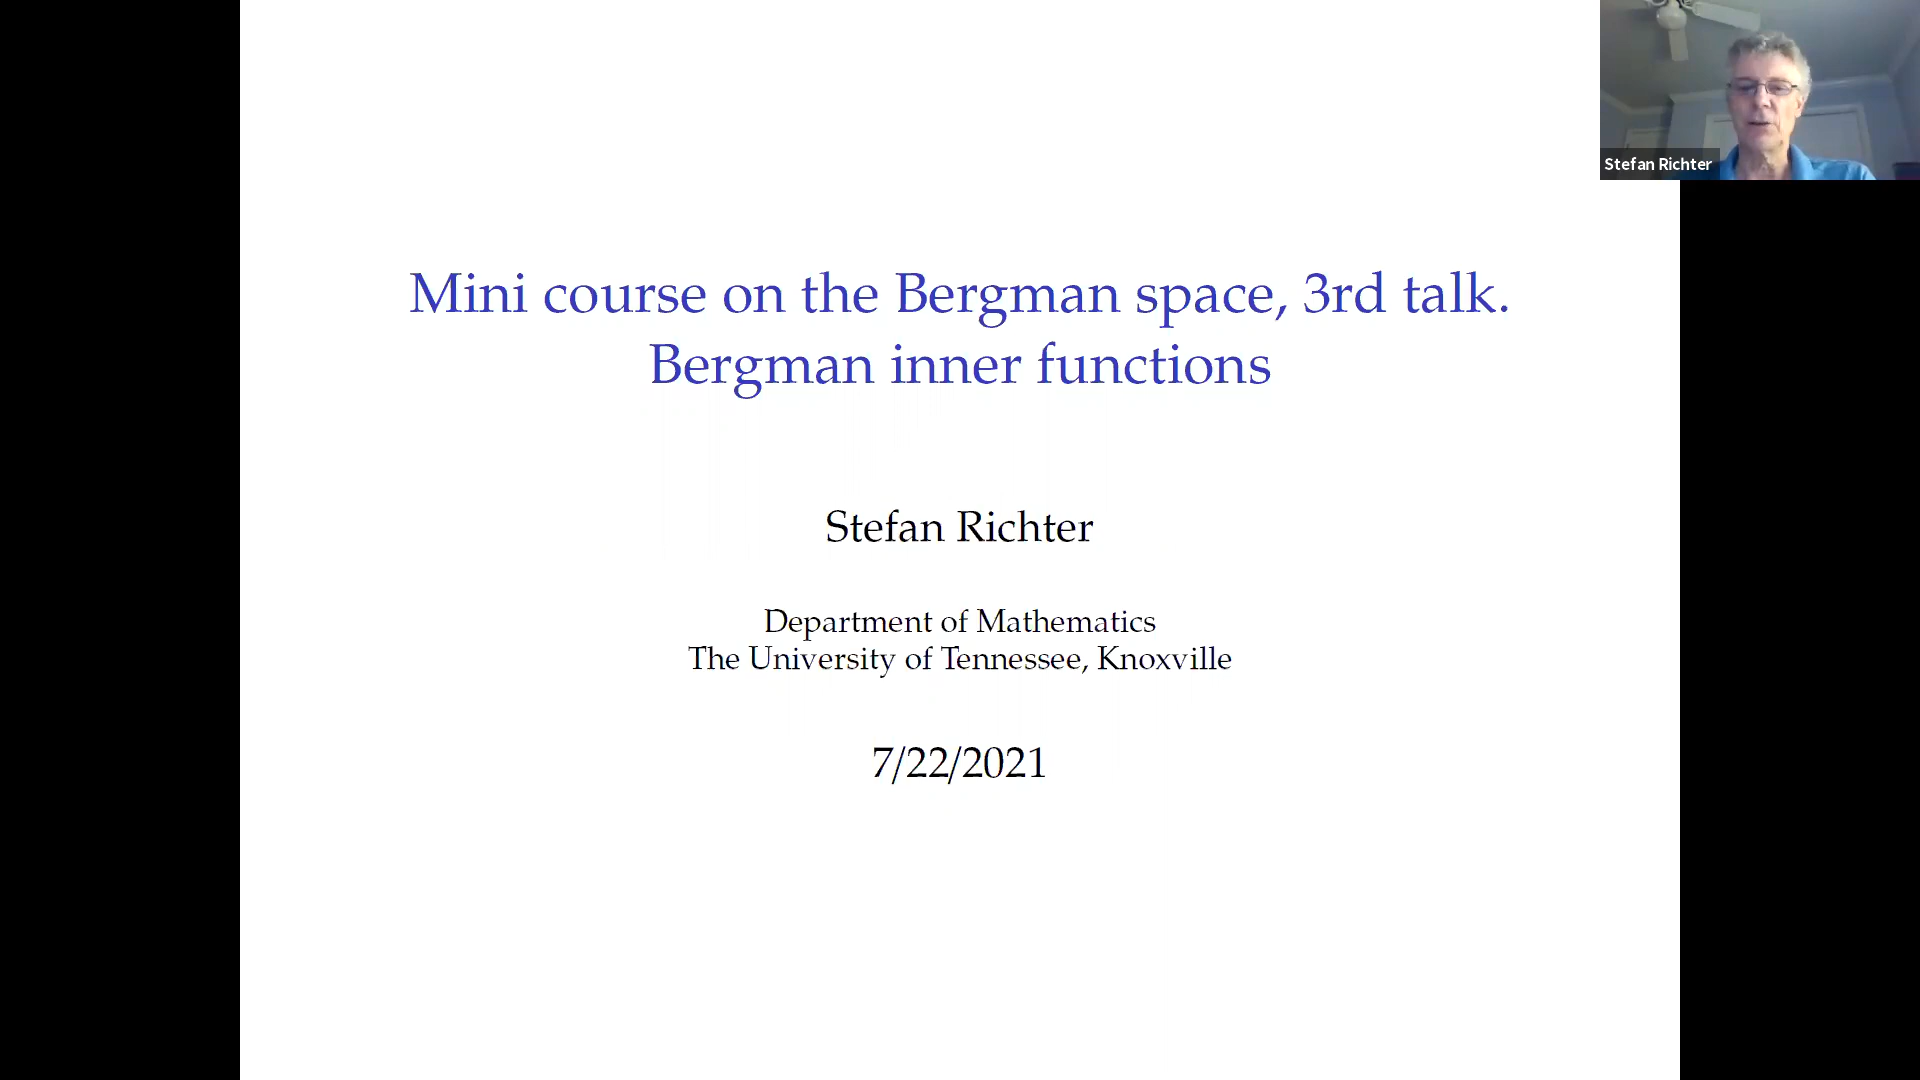 Mini course on the Bergman space, 3rd talk.
Bergman inner functions
Stefan Richter
Department of Mathematics
The University of Tennessee, Knoxville
7/22/2021
Stefan Richter